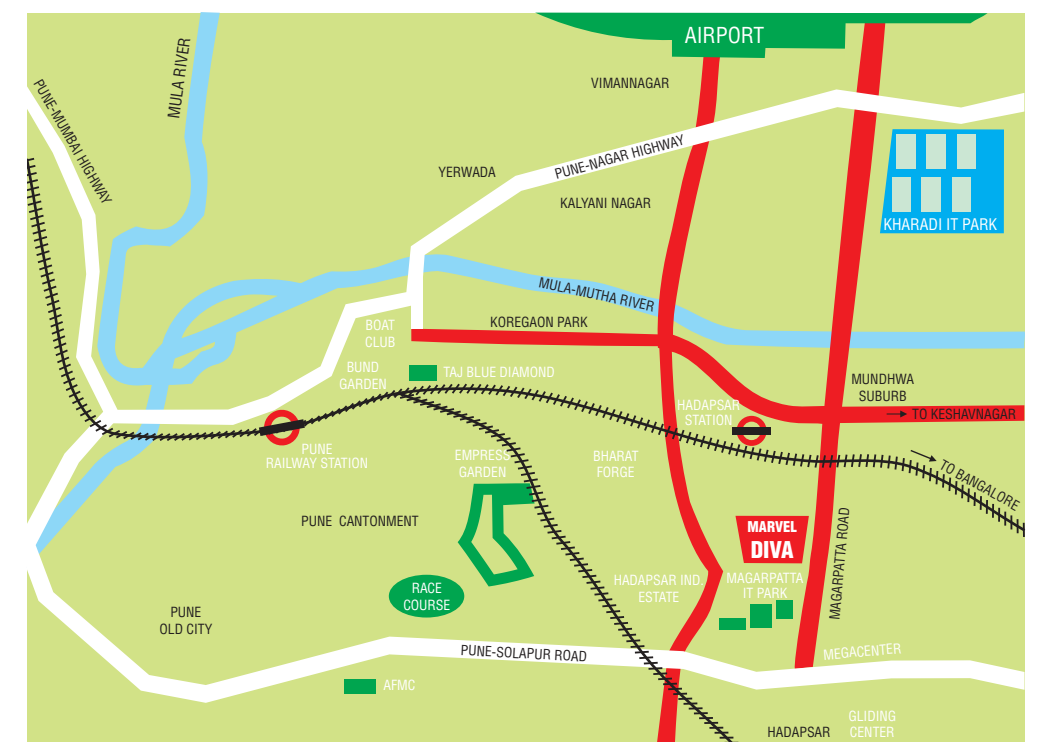 AIRPORT
MULA RIVER
PUNE-MUMBAI HIGHWAY
VIMANNAGAR
PUNE-NAGAR HIGHWAY
YERWADA
KALYANI NAGAR
KHARADI IT PARK
MULA-MUTHA RIVER
BOAT
CLUB
KOREGAON PARK
BUND
GARDEN
TAJ BLUE DIAMOND
MUNDHWA
SUBURB
HADAPSAR
STATION
TO KESHAVNAGAR
PUNE
RAILWAY STATION
EMPRESS
GARDEN
BHARAT
FORGE
TO BANGALORE
PUNE CANTONMENT
MARVEL
DIVA
MAGARPATTA ROAD
RACE
COURSE
HADAPSAR IND.
ESTATE
MAGARPATTA
IT PARK
PUNE
OLD CITY
PUNE-SOLAPUR ROAD
MEGACENTER
AFMC
GLIDING
CENTER
HADAPSAR